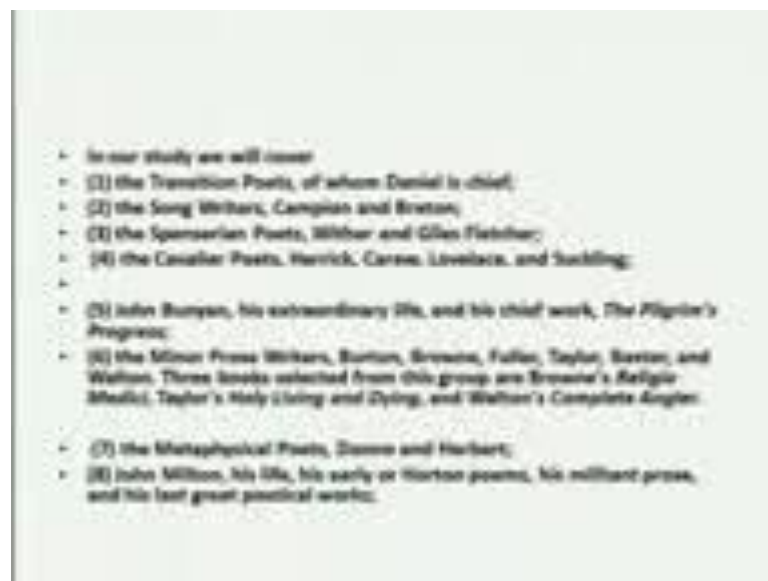 • In our study we will cover
• (1) the Transition Poets, of whom Daniel is chief;
• (2) the Song Writers, Campion and Breton;
• (3) the Spenserian Poets, Wither and Giles Fletcher;
• (4) the Cavalier Poets, Herrick, Carew, Lovelace, and Suckling;
•
• (5) John Bunyan, his extraordinary life, and his chief work, The Pilgrim's
Progress;
• (6) the Minor Prose Writers, Burton, Browne, Fuller, Taylor, Baxter, and
Walton. Three books selected from this group are Browne's Religio
Medici, Taylor's Holy Living and Dying, and Walton's Complete Angler.
• (7) the Metaphysical Poets, Donne and Herbert;
• (8) John Milton, his life, his early or Horton poems, his militant prose,
and his last great poetical works;